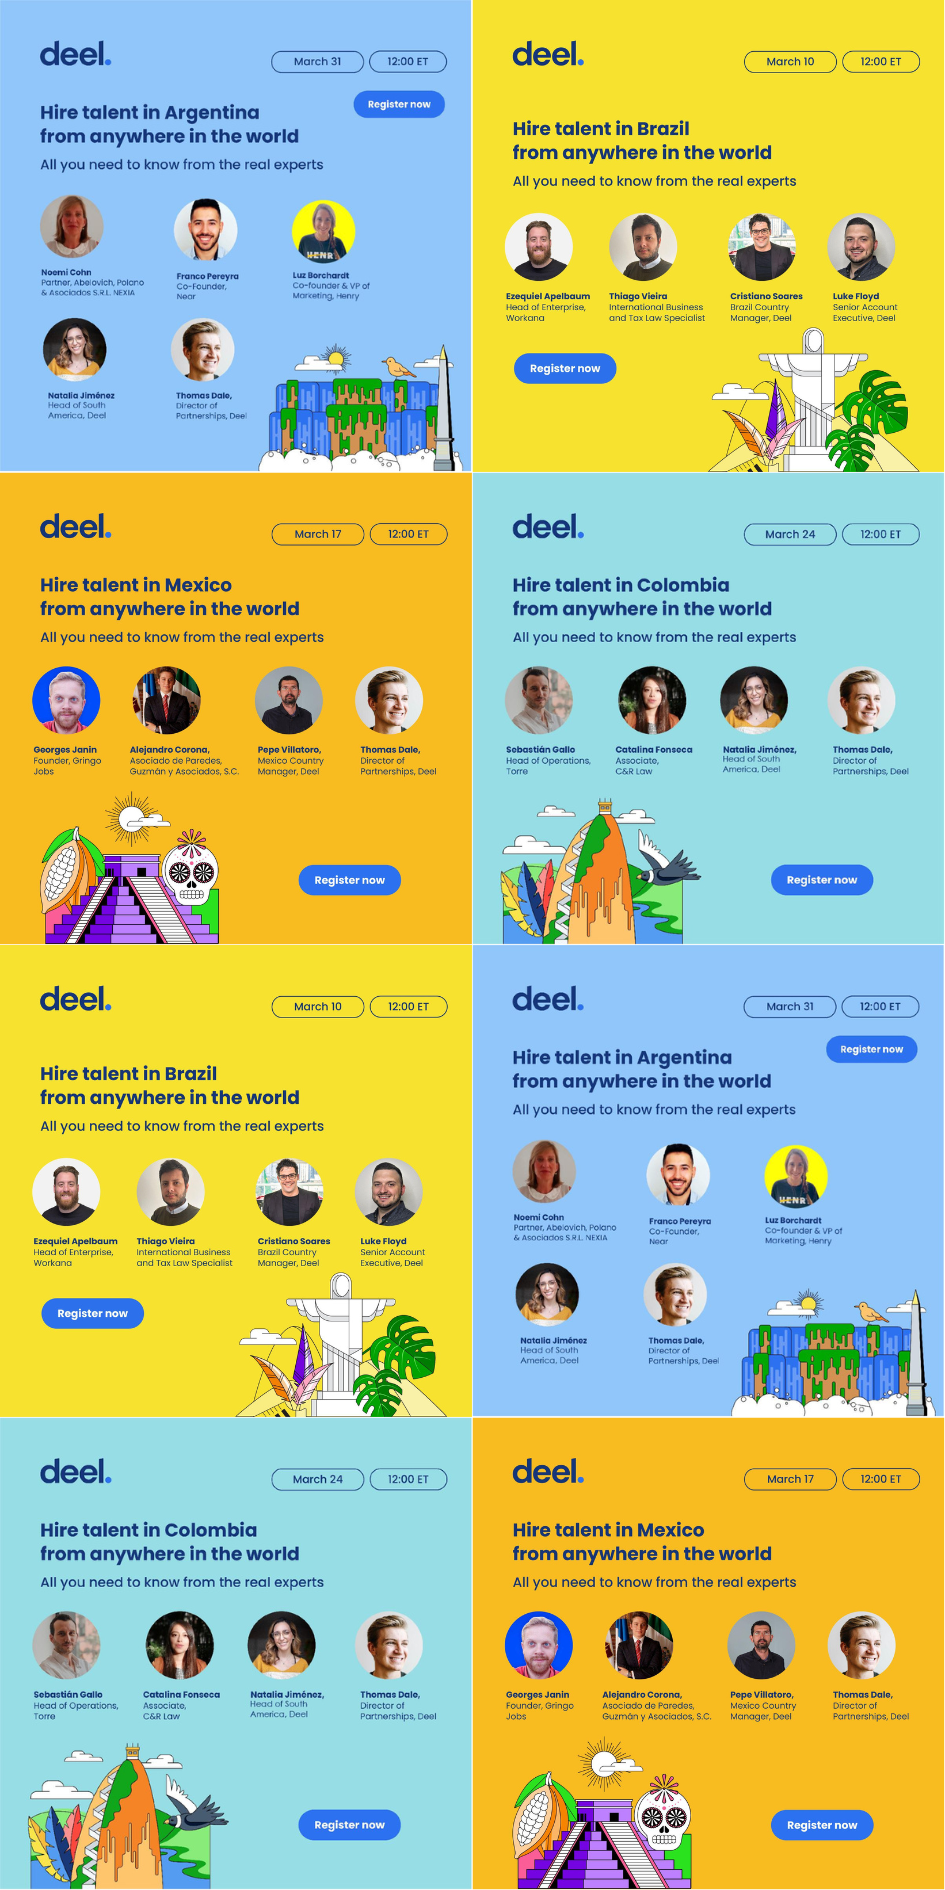 deel.
March 31
12:00 ET
Register now
Hire talent in Argentina
from anywhere in the world
All you need to know from the real experts
HENR
Noemi Cohn
Partner, Abelovich, Polano
& Asociados S.R.L. NEXIA
Franco Pereyra
Co-Founder,
Near
Luz Borchardt
Co-founder & VP of
Marketing, Henry
Natalia Jiménez
Head of South
America, Deel
Thomas Dale,
Director of
Partnerships, Deel
deel.
March 10
12:00 ET
Hire talent in Brazil
from anywhere in the world
All you need to know from the real experts
Ezequiel Apelbaum
Head of Enterprise,
Workana
Thiago Vieira
International Business
and Tax Law Specialist
Cristiano Soares
Brazil Country
Manager, Deel
Luke Floyd
Senior Account
Executive, Deel
Register now
deel.
March 17
12:00 ET
Hire talent in Mexico
from anywhere in the world
All you need to know from the real experts
Georges Janin
Founder, Gringo
Jobs
Alejandro Corona,
Asociado de Paredes,
Guzmán y Asociados, S.C.
Pepe Villatoro,
Mexico Country
Manager, Deel
Thomas Dale,
Director of
Partnerships, Deel
Register now
deel.
March 24
12:00 ET
Hire talent in Colombia
from anywhere in the world
All you need to know from the real experts
Sebastián Gallo
Head of Operations,
Torre
Catalina Fonseca
Associate,
C&R Law
Natalia Jiménez,
Head of South
America, Deel
Thomas Dale,
Director of
Partnerships, Deel
Register now
deel.
March 10
12:00 ET
Hire talent in Brazil
from anywhere in the world
All you need to know from the real experts
Ezequiel Apelbaum
Head of Enterprise,
Workana
Thiago Vieira
International Business
and Tax Law Specialist
Cristiano Soares
Brazil Country
Manager, Deel
Luke Floyd
Senior Account
Executive, Deel
Register now
deel.
March 31
12:00 ET
Register now
Hire talent in Argentina
from anywhere in the world
All you need to know from the real experts
HENR
Noemi Cohn
Partner, Abelovich, Polano
& Asociados S.R.L. NEXIA
Franco Pereyra
Co-Founder,
Near
Luz Borchardt
Co-founder & VP of
Marketing, Henry
Natalia Jiménez
Head of South
America, Deel
Thomas Dale,
Director of
Partnerships, Deel
deel.
March 24
12:00 ET
Hire talent in Colombia
from anywhere in the world
All you need to know from the real experts
Sebastián Gallo
Head of Operations,
Torre
Catalina Fonseca
Associate,
C&R Law
Natalia Jiménez,
Head of South
America, Deel
Thomas Dale,
Director of
Partnerships, Deel
Register now
deel.
March 17
12:00 ET
Hire talent in Mexico
from anywhere in the world
All you need to know from the real experts
Georges Janin
Founder, Gringo
Jobs
Alejandro Corona,
Asociado de Paredes,
Guzmán y Asociados, S.C.
Pepe Villatoro,
Mexico Country
Manager, Deel
Thomas Dale,
Director of
Partnerships, Deel
Register now